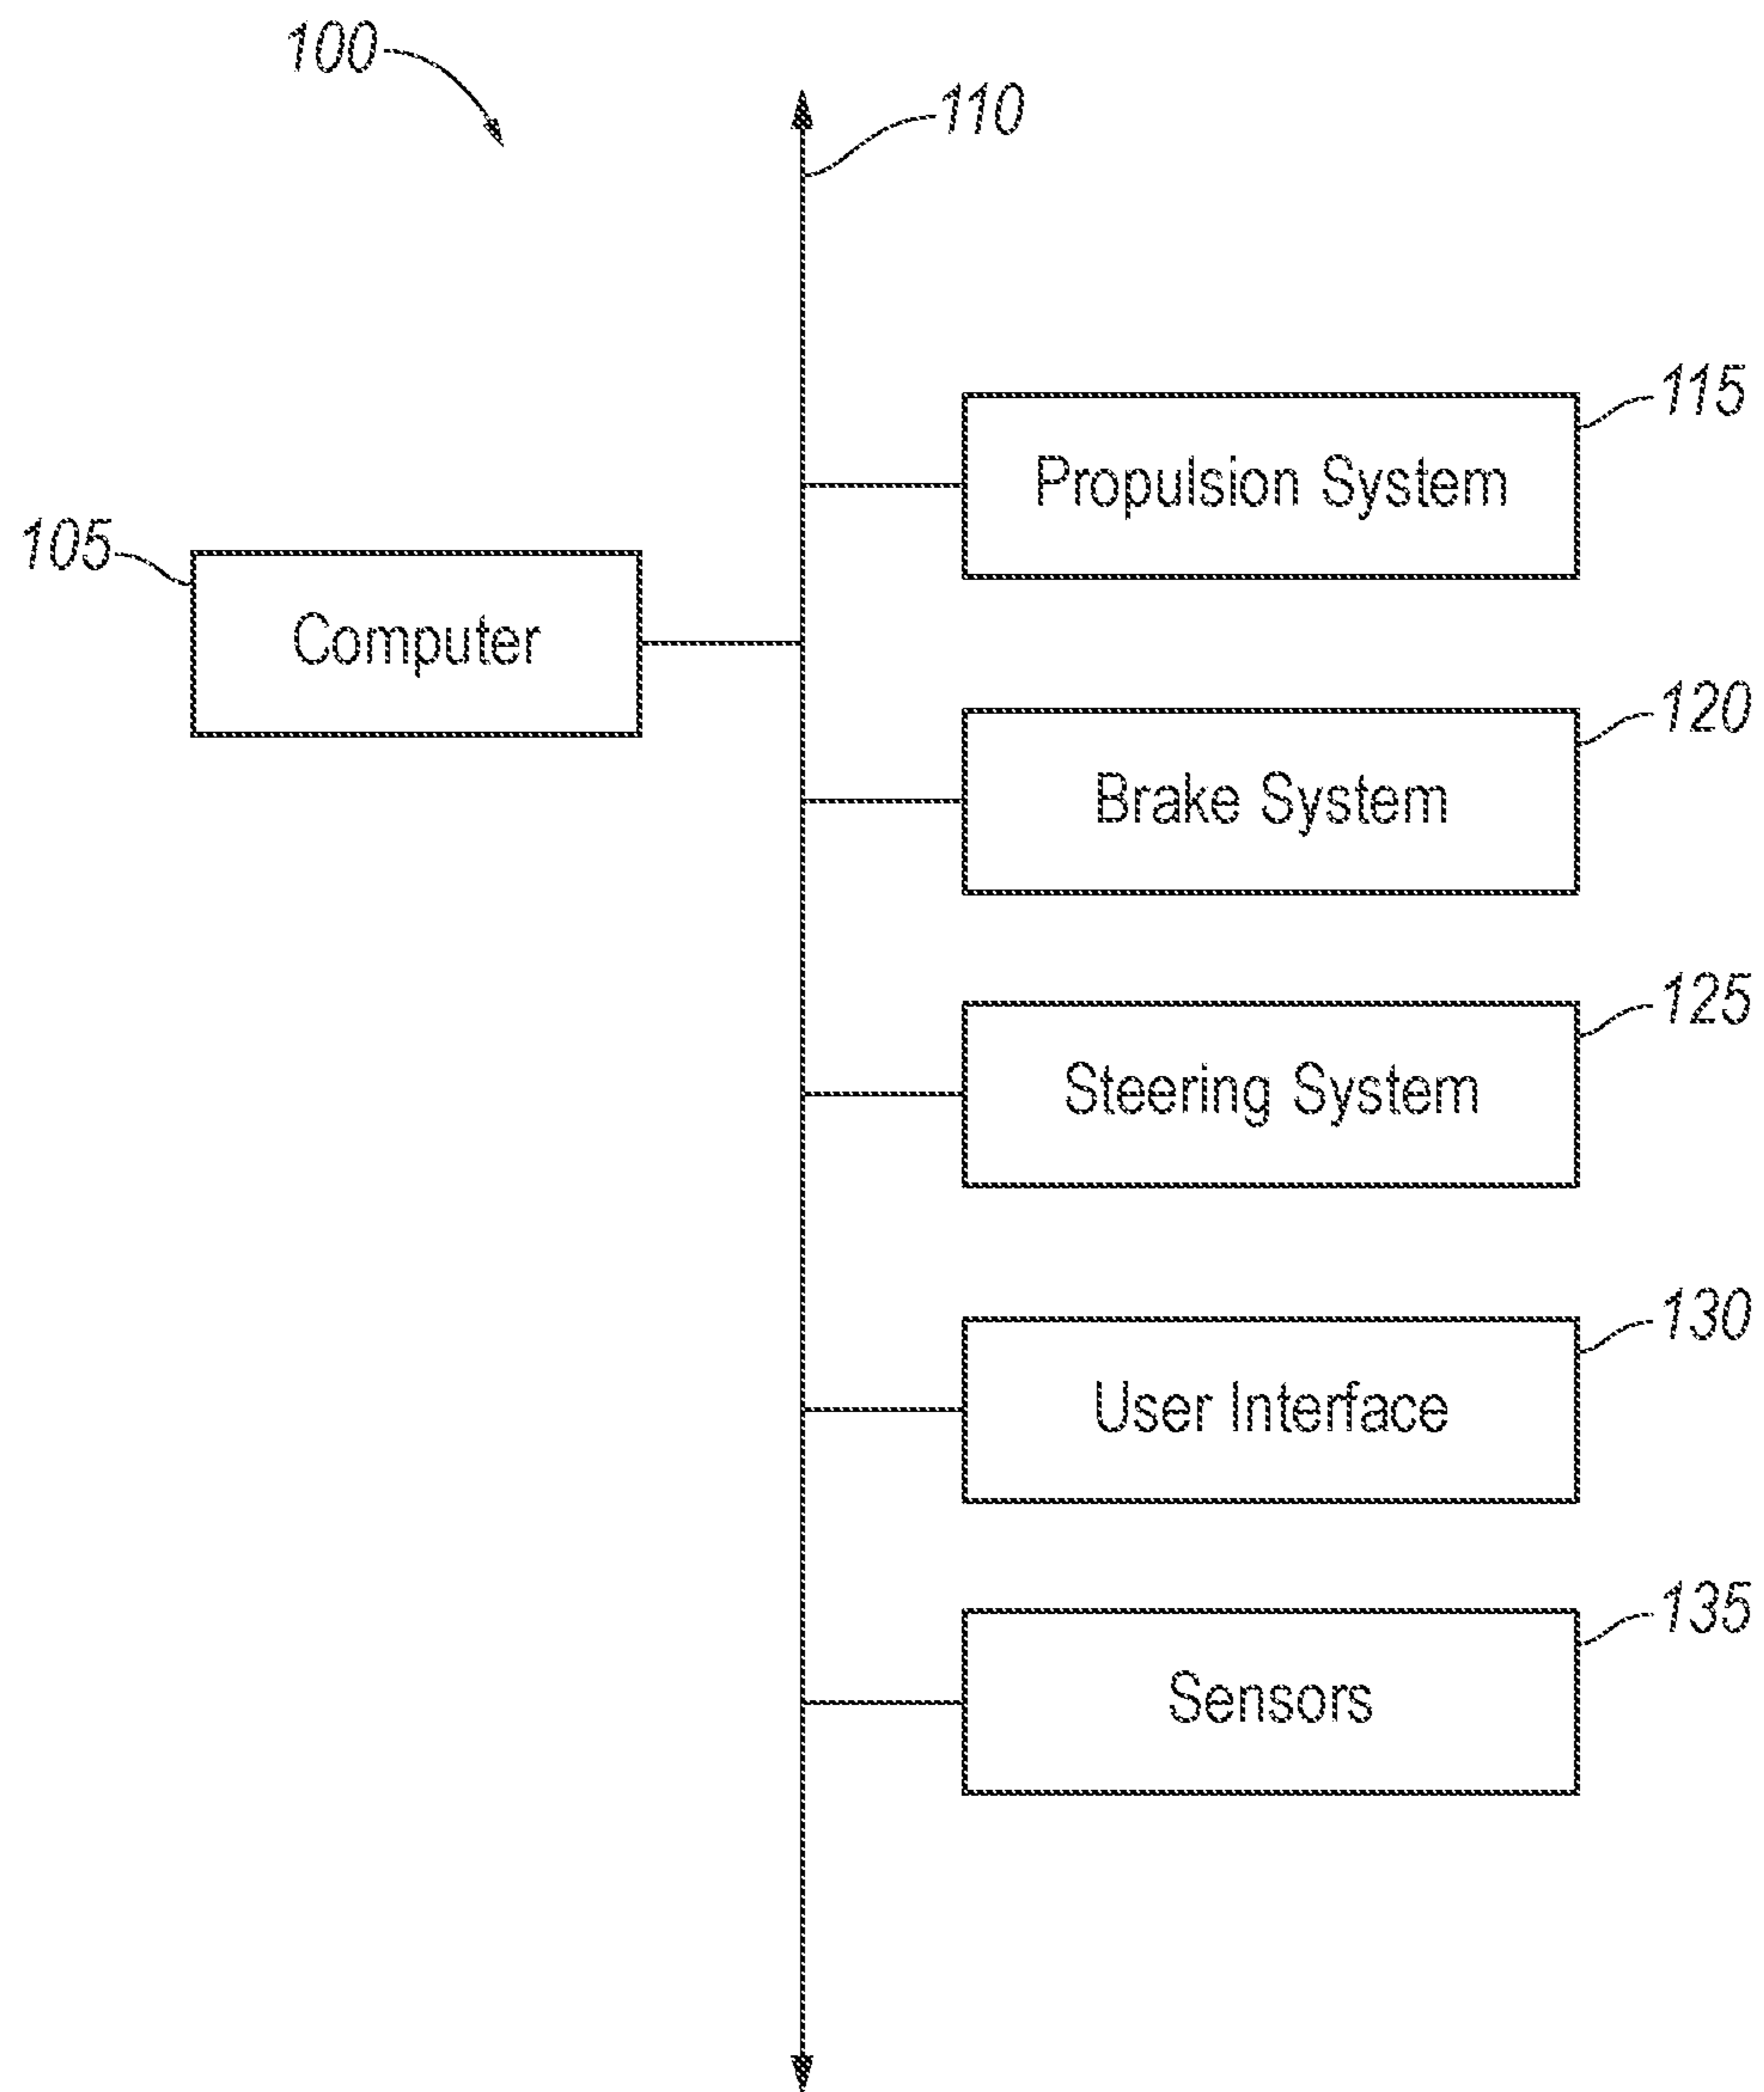 100
110
115
Propulsion System
105
Computer
120
Brake System
125
Steering System
130
User Interface
135
Sensors